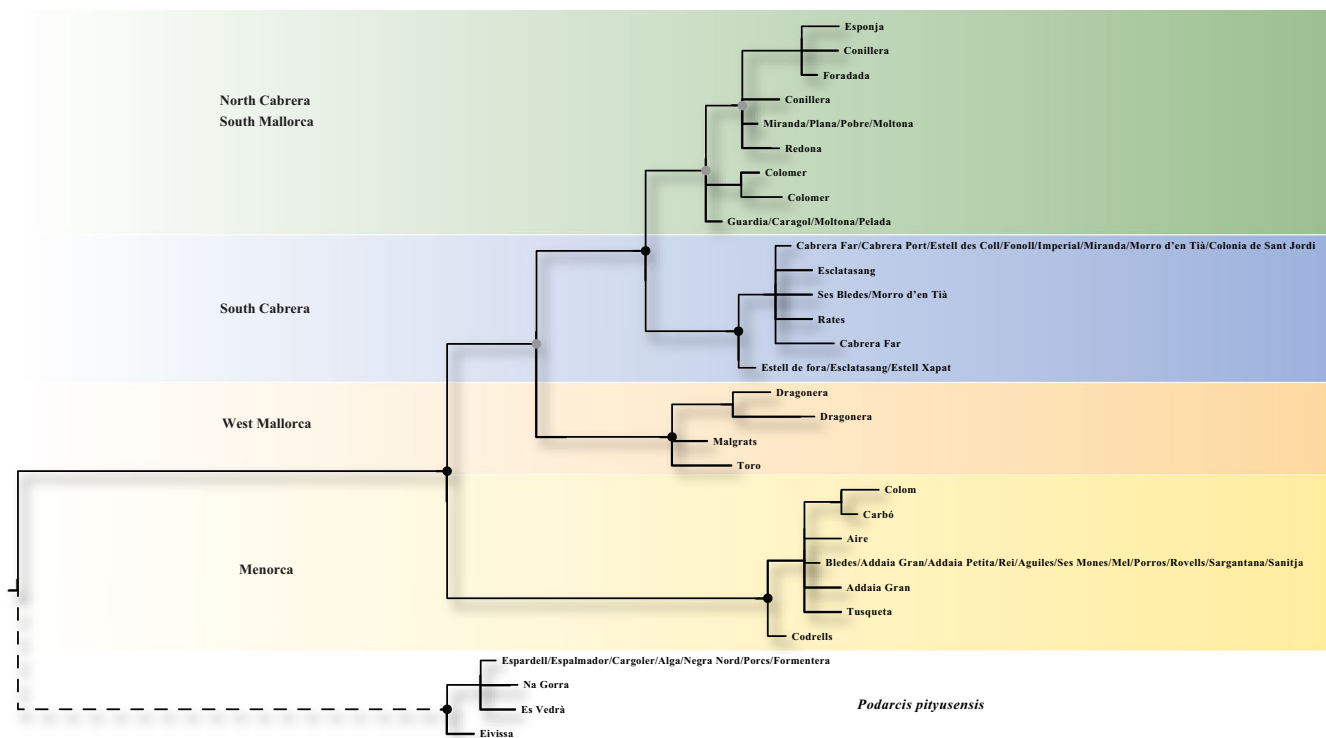 Esponja
Conillera
Foradada
North Cabrera
South Mallorca
Conillera
Miranda/Plana/Pobre/Moltona
Redona
Colomer
Colomer
Guardia/Caragol/Moltona/Pelada
Cabrera Far/Cabrera Port/Estell des Coll/Fonoll/Imperial/Miranda/Morro d'en Tià/Colonia de Sant Jordi
Esclatasang
Ses Bledes/Morro d'en Tià
South Cabrera
Rates
Cabrera Far
Estell de fora/Esclatasang/Estell Xapat
Dragonera
Dragonera
West Mallorca
Malgrats
Toro
Colom
Carbó
Aire
Bledes/Addaia Gran/Addaia Petita/Rei/Aguiles/Ses Mones/Mel/Porros/Rovells/Sargantana/Sanitja
Menorca
Addaia Gran
Tusqueta
Codrells
Espardell/Espalmador/Cargoler/Alga/Negra Nord/Porcs/Formentera
Na Gorra
Podarcis pityusensis
Es Vedrà
Eivissa